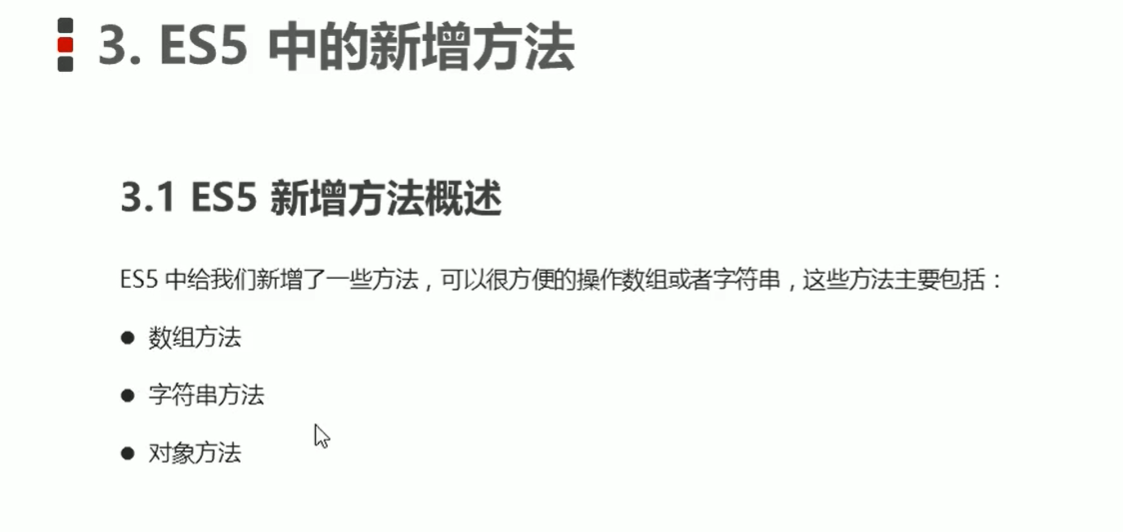 3. ES5 中的新增方法
3.1 ES5 新增方法概述
ES5 中给我们新增了一些方法，可以很方便的操作数组或者字符串，这些方法主要包括：
● 数组方法
● 字符串方法
● 对象方法